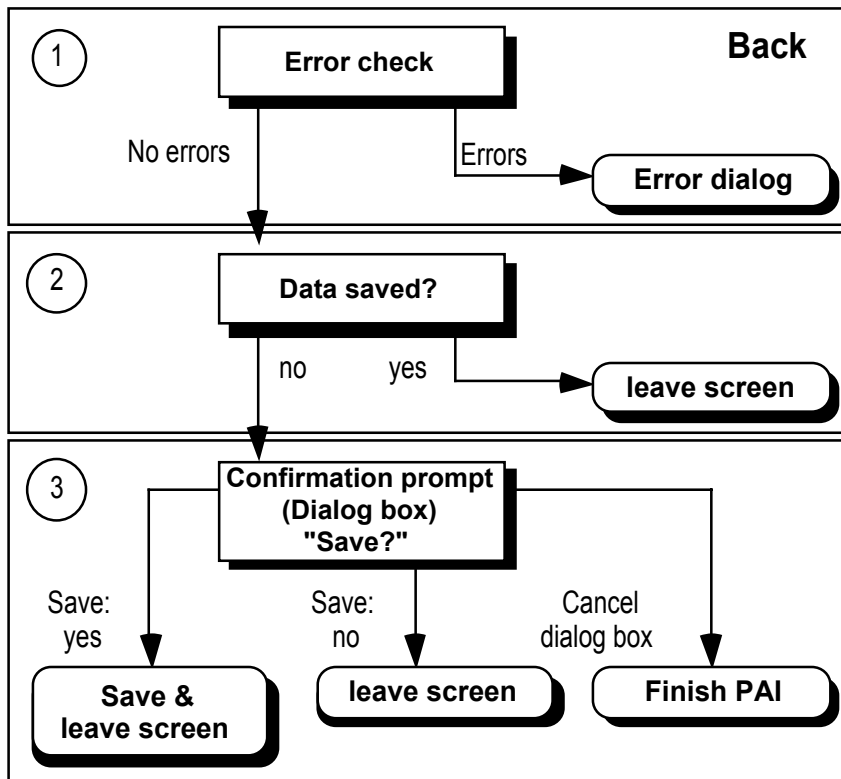 1
Error check
Back
No errors
Errors
Error dialog
2
Data saved?
no
yes
leave screen
3
Confirmation prompt
(Dialog box)
"Save?"
Save:
yes
Save:
no
Cancel
dialog box
Save &
leave screen
leave screen
Finish PAI